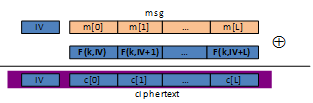 msg
IV m[0] m[1] ... m[L]
F(k,IV) F(k,IV+1) ... F(k,IV+L)
IV c[0] c[1] ... c[L]
ciphertext